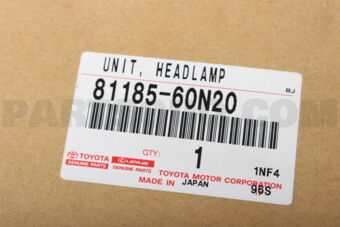 UNIT, HEADLAMP
BJ
81185-60N20
QTY:
1
TOYOTA
GENUINE PARTS
LEXUS
GENUINE PARTS
1NF4
TOYOTA MOTOR CORPORATION
MADE IN JAPAN
96S